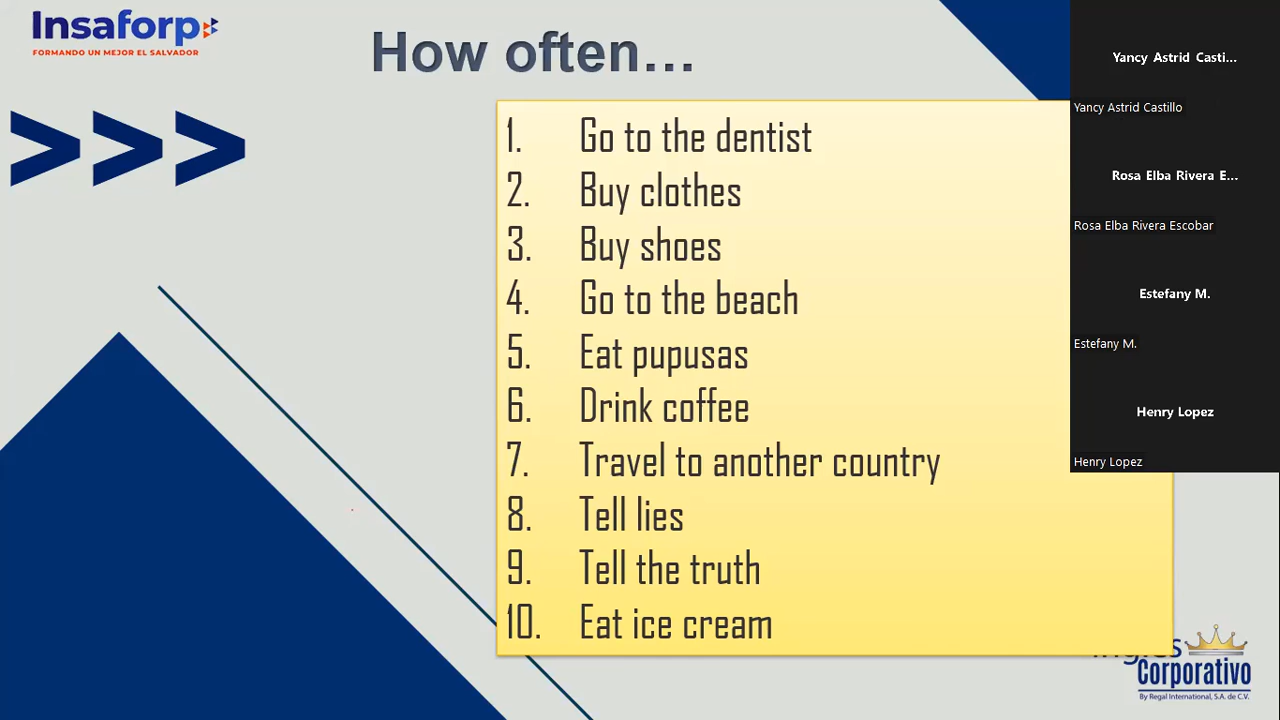 Insaforp
FORMANDO UN MEJOR EL SALVADOR
How often...
1. Go to the dentist
2. Buy clothes
3. Buy shoes
4. Go to the beach
5. Eat pupusas
6. Drink coffee
7. Travel to another country
8. Tell lies
9. Tell the truth
10. Eat ice cream
Yancy Astrid Casti...
Yancy Astrid Castillo
Rosa Elba Rivera E...
Rosa Elba Rivera Escobar
Estefany M.
Estefany M.
Henry Lopez
Henry Lopez
Corporativo
By Regal International, S.A. de C.V.